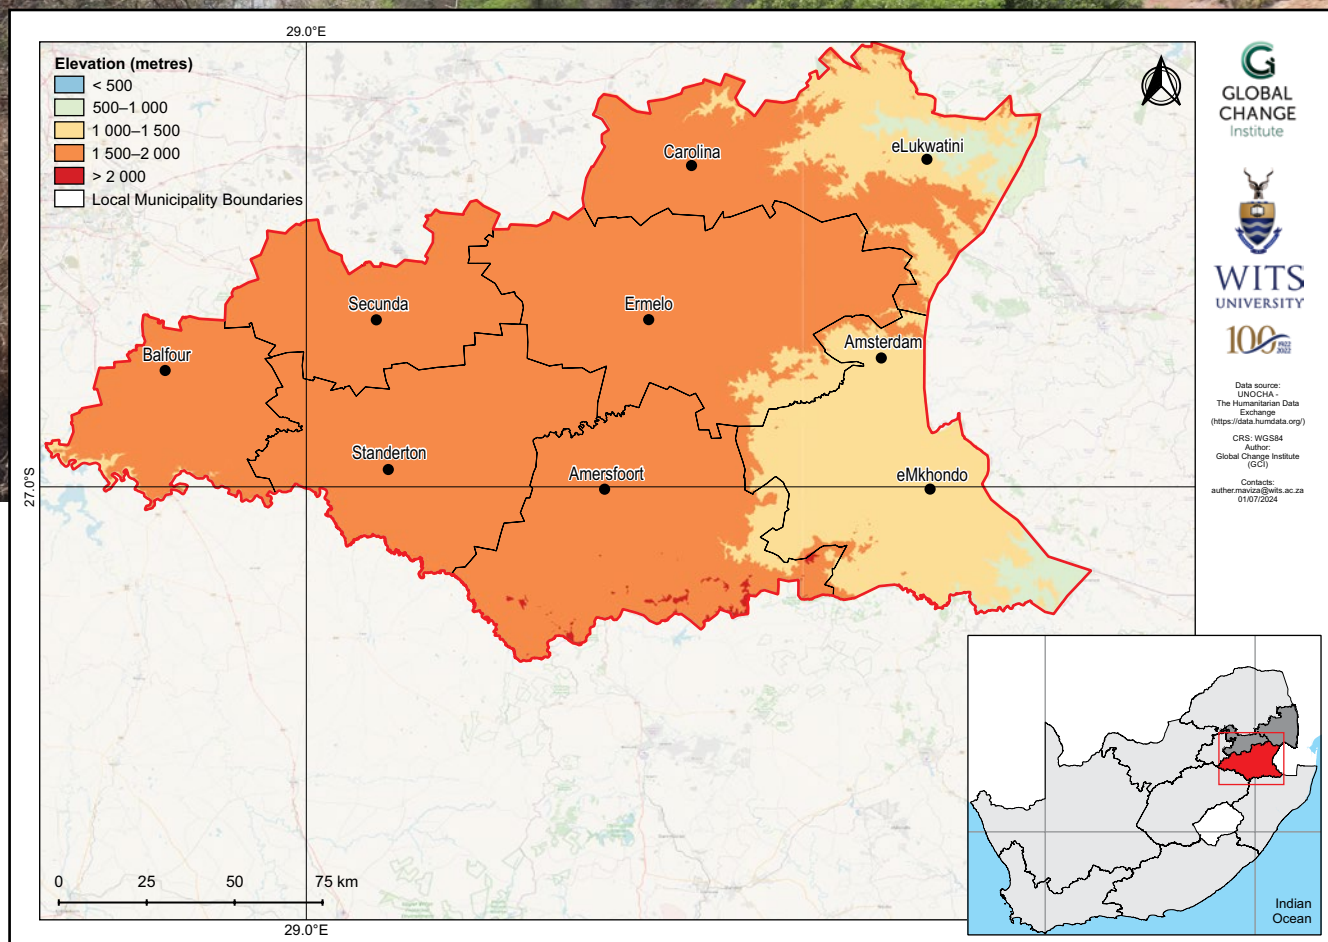 29.0°E
Elevation (metres)
< 500
500–1 000
1 000–1 500
1 500–2 000
> 2 000
Local Municipality Boundaries
Carolina
eLukwatini
Secunda
Ermelo
Balfour
Amsterdam
Standerton
Amersfoort
eMkhondo
27.0°S
0 25 50 75 km
29.0°E
Indian
Ocean
GLOBAL
CHANGE
Institute
WITS
UNIVERSITY
100 1922
2022
Data source:
UNOCHA -
The Humanitarian Data
Exchange
(https://data.humdata.org/)
CRS: WGS84
Author:
Global Change Institute
(GCI)
Contacts:
auther.maviza@wits.ac.za
01/07/2024